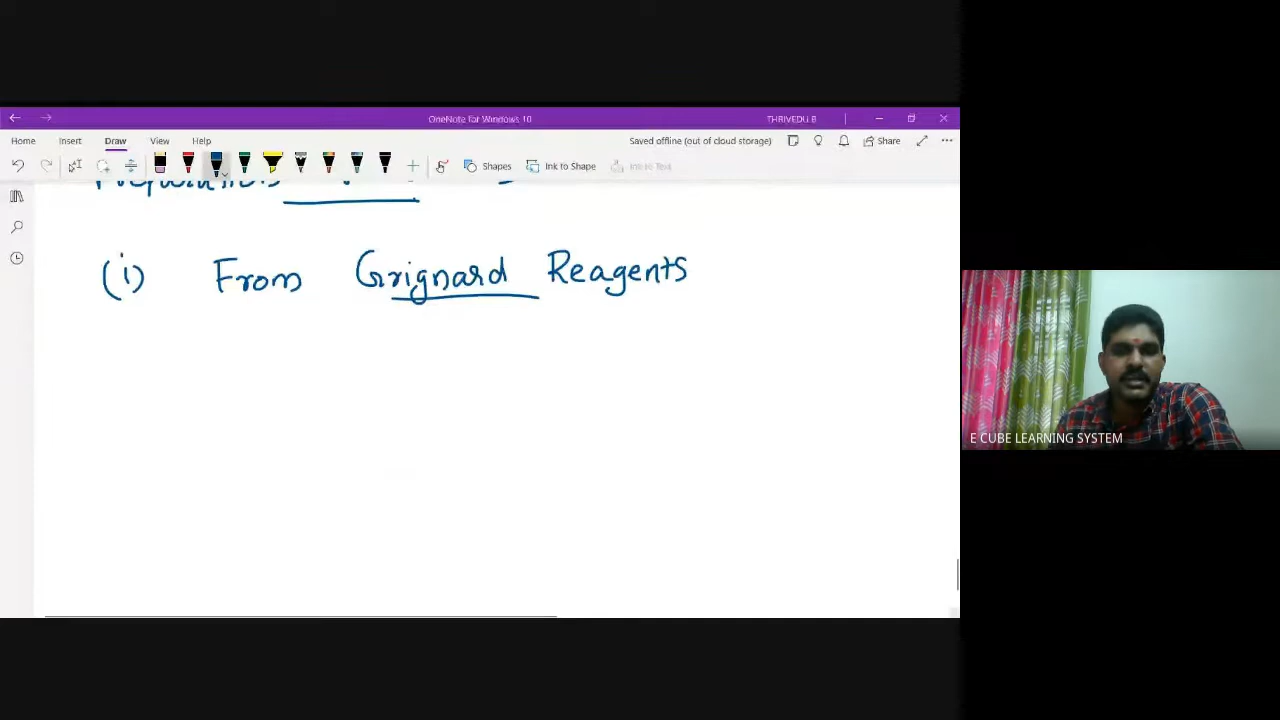 OneNote for Windows 10
THRIVEDU B
Home Insert Draw View Help
Saved offline (out of cloud storage)
Share
Shapes
Ink to Shape
Ink to Text
(i) From Grignard Reagents
E CUBE LEARNING SYSTEM